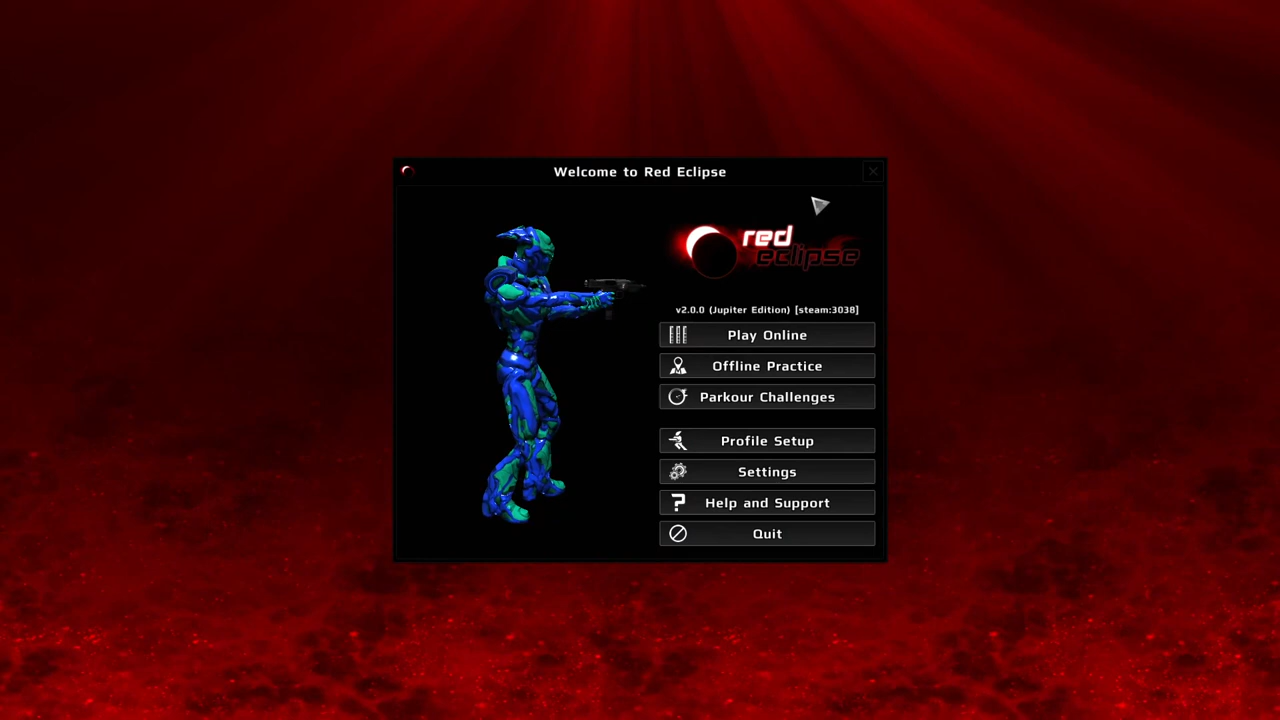 Welcome to Red Eclipse
red
eclipse
v2.0.0 (Jupiter Edition) [steam:3038]
Play Online
Offline Practice
Parkour Challenges
Profile Setup
Settings
Help and Support
Quit